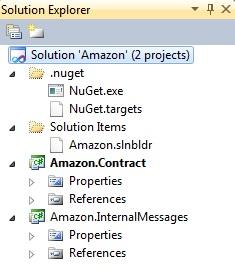 Solution Explorer
Solution 'Amazon' (2 projects)
.nuget
NuGet.exe
NuGet.targets
Solution Items
Amazon.slnbldr
Amazon.Contract
Properties
References
Amazon.InternalMessages
Properties
References